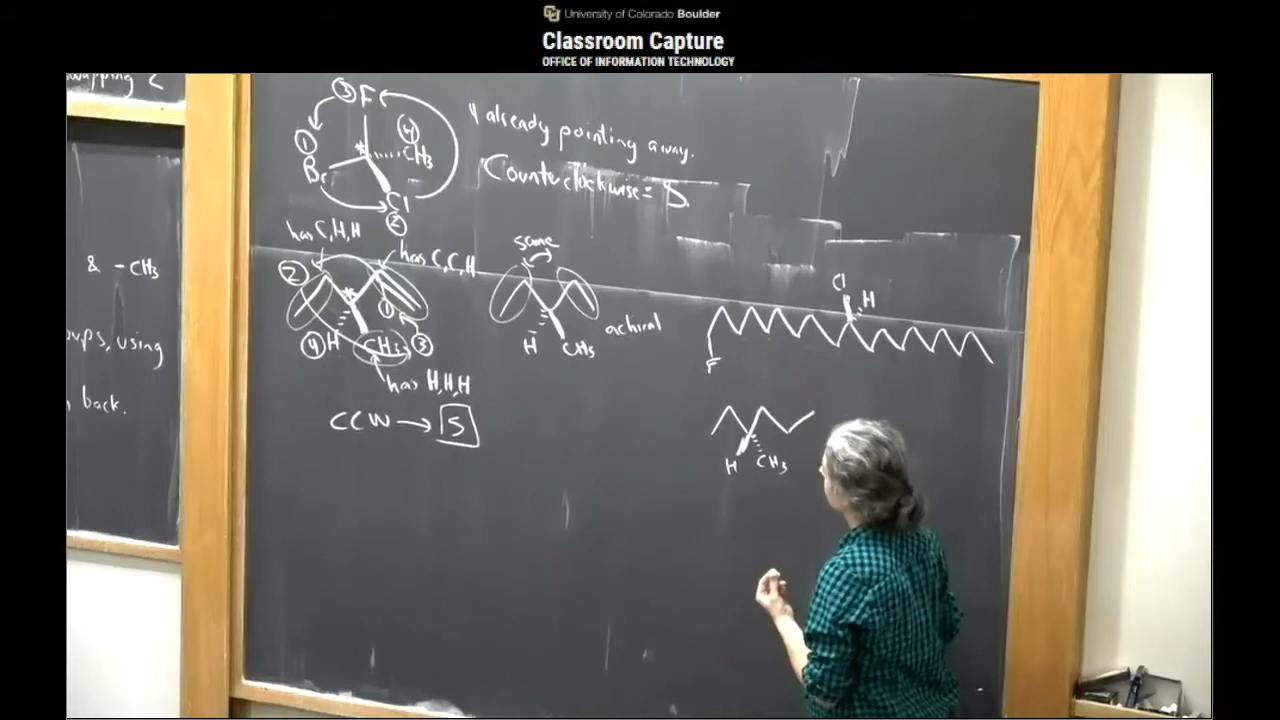 University of Colorado Boulder
Classroom Capture
OFFICE OF INFORMATION TECHNOLOGY
& -CH3
using
back.
③ F
① Br
④ CH3
*
Cl
②
4 already pointing away.
Counterclockwise = S.
has C, H, H
has C, C, H
②
*
①
④ H
CH3 ③
has H, H, H
CCW → S
same
H
CH3
achiral
Cl
H
F
H
CH3